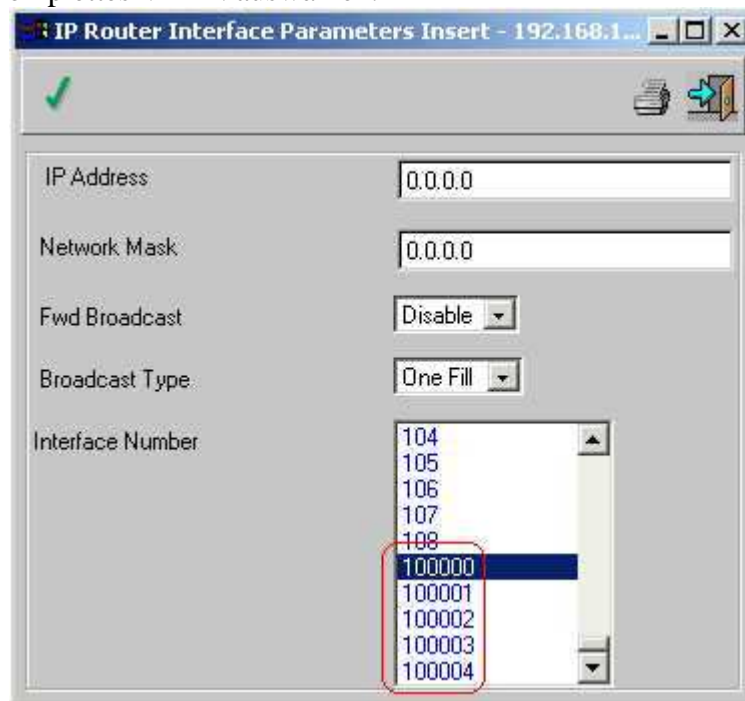 IP Router Interface Parameters Insert - 192.168.1...
IP Address
0.0.0.0
Network Mask
0.0.0.0
Fwd Broadcast
Disable
Broadcast Type
One Fill
Interface Number
104
105
106
107
108
100000
100001
100002
100003
100004